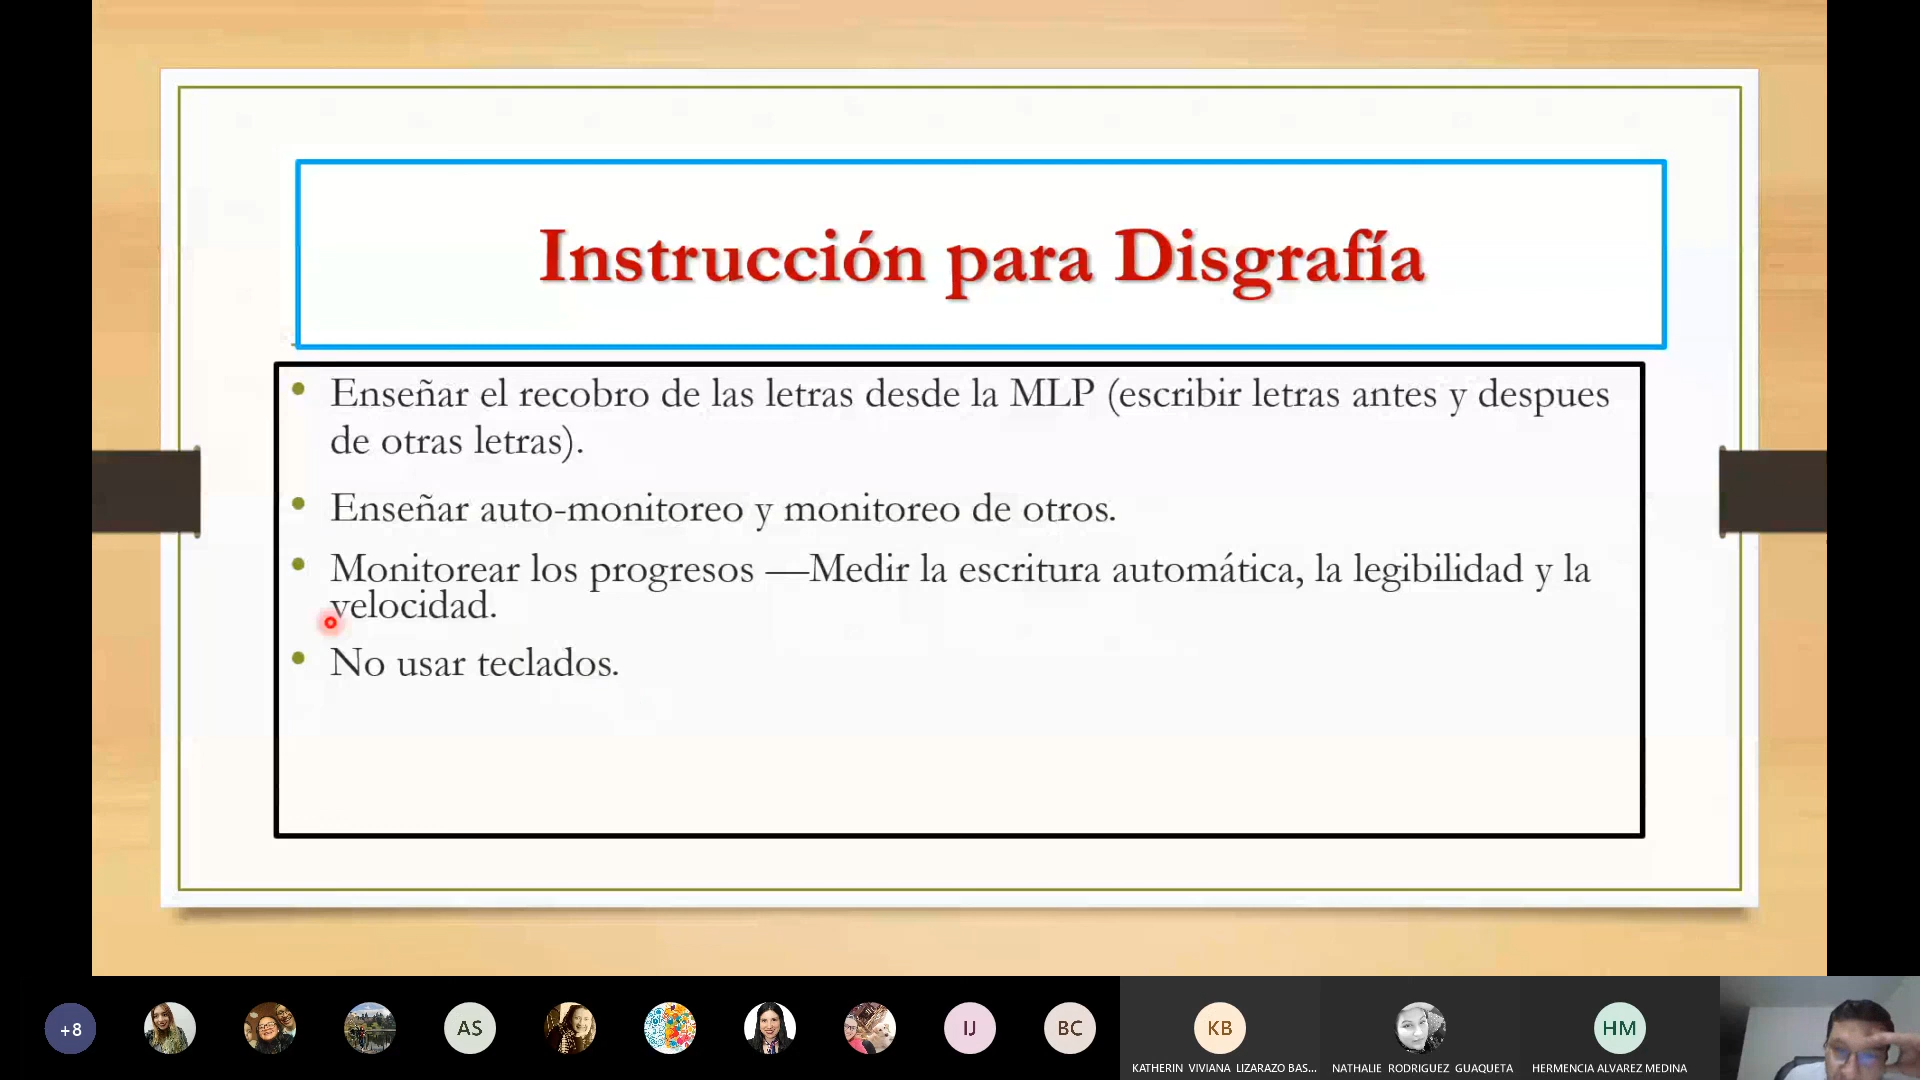 Instrucción para Disgrafía
• Enseñar el recobro de las letras desde la MLP (escribir letras antes y despues
de otras letras).
• Enseñar auto-monitoreo y monitoreo de otros.
• Monitorear los progresos —Medir la escritura automática, la legibilidad y la
velocidad.
• No usar teclados.
+8
AS
IJ
BC
KB
HM
KATHERIN VIVIANA LIZARAZO BAS...
NATHALIE RODRIGUEZ GUAQUETA
HERMENCIA ALVAREZ MEDINA